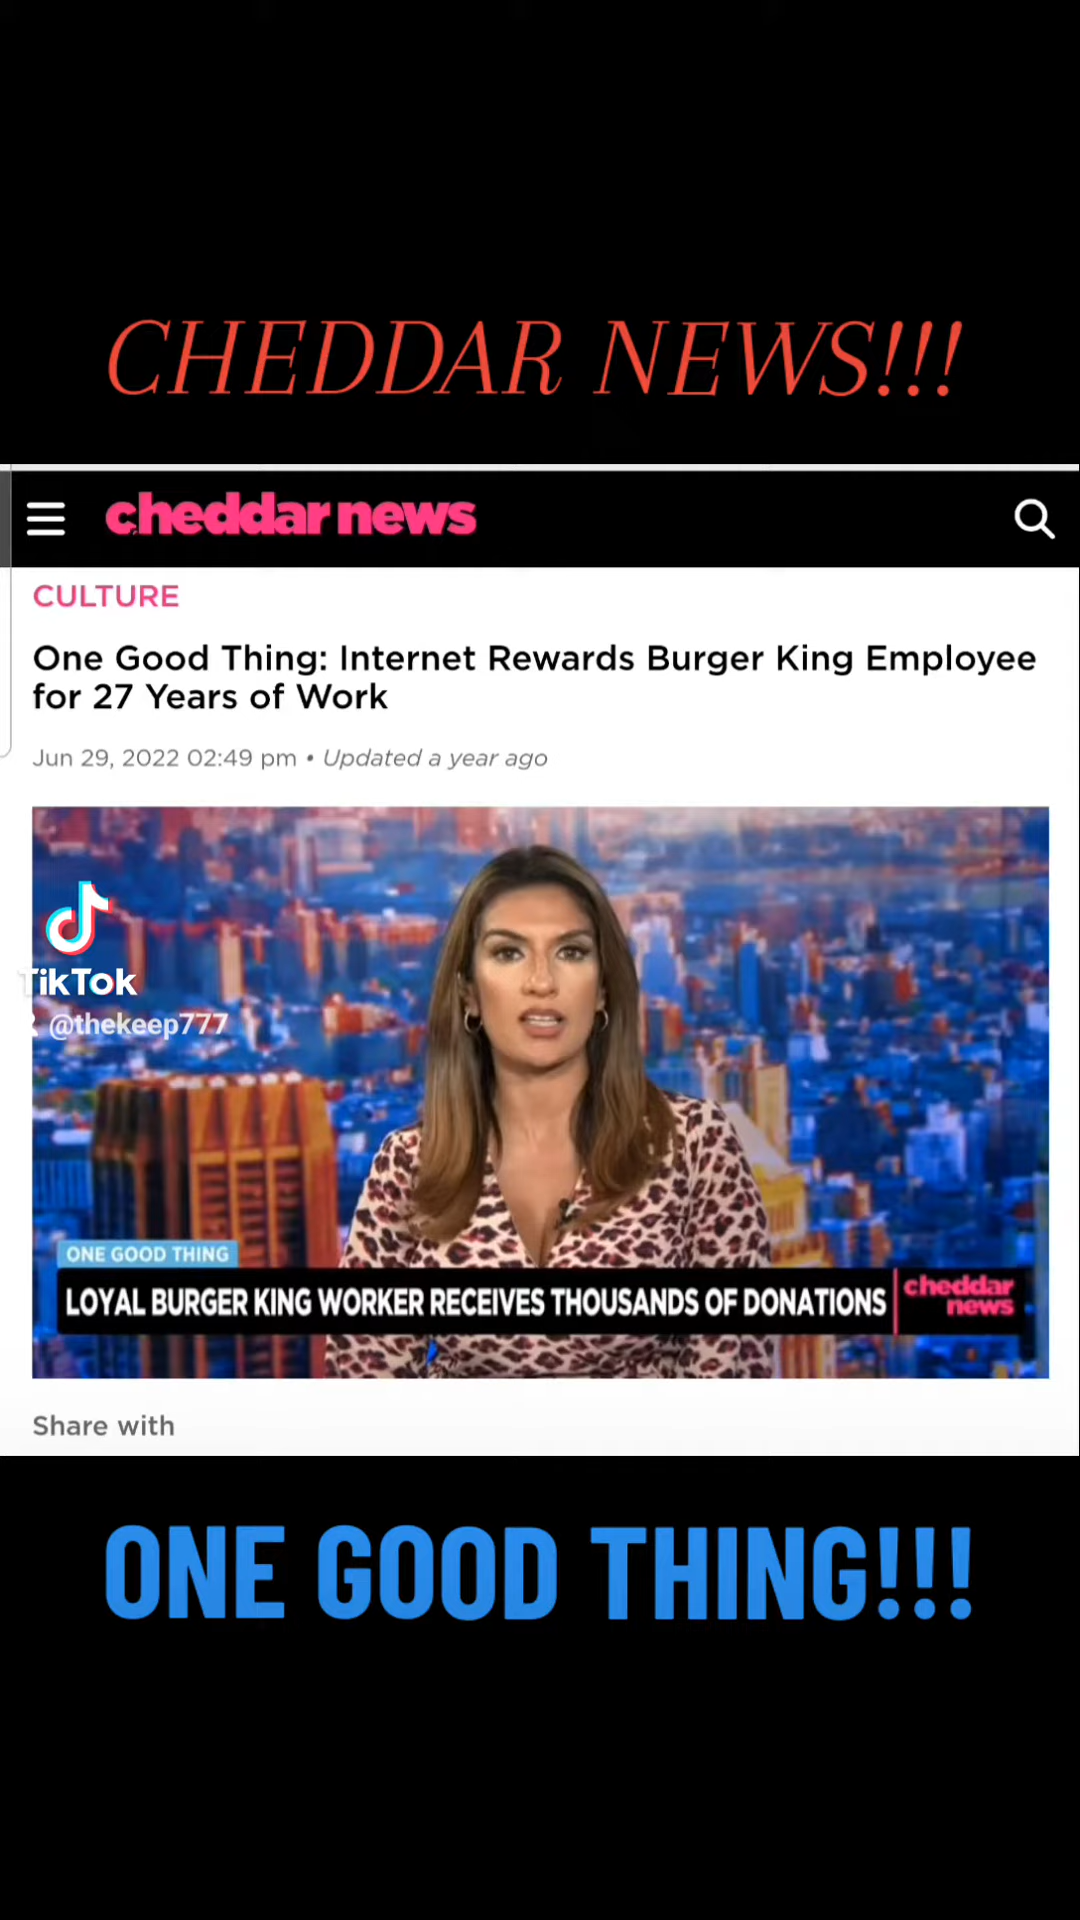 CHEDDAR NEWS!!!
cheddar news
CULTURE
One Good Thing: Internet Rewards Burger King Employee
for 27 Years of Work
Jun 29, 2022 02:49 pm • Updated a year ago
TikTok
@thekeep777
ONE GOOD THING
LOYAL BURGER KING WORKER RECEIVES THOUSANDS OF DONATIONS
cheddar
news
Share with
ONE GOOD THING!!!